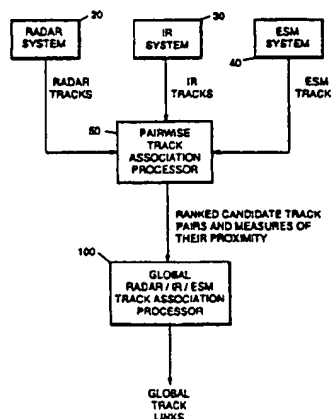 20
30
RADAR
SYSTEM
IR
SYSTEM
ESM
SYSTEM
40
RADAR
TRACKS
IR
TRACKS
ESM
TRACK
50
PAIRWISE
TRACK
ASSOCIATION
PROCESSOR
RANKED CANDIDATE TRACK
PAIRS AND MEASURES OF
THEIR PROXIMITY
100
GLOBAL
RADAR / IR / ESM
TRACK ASSOCIATION
PROCESSOR
GLOBAL
TRACK
LINKS